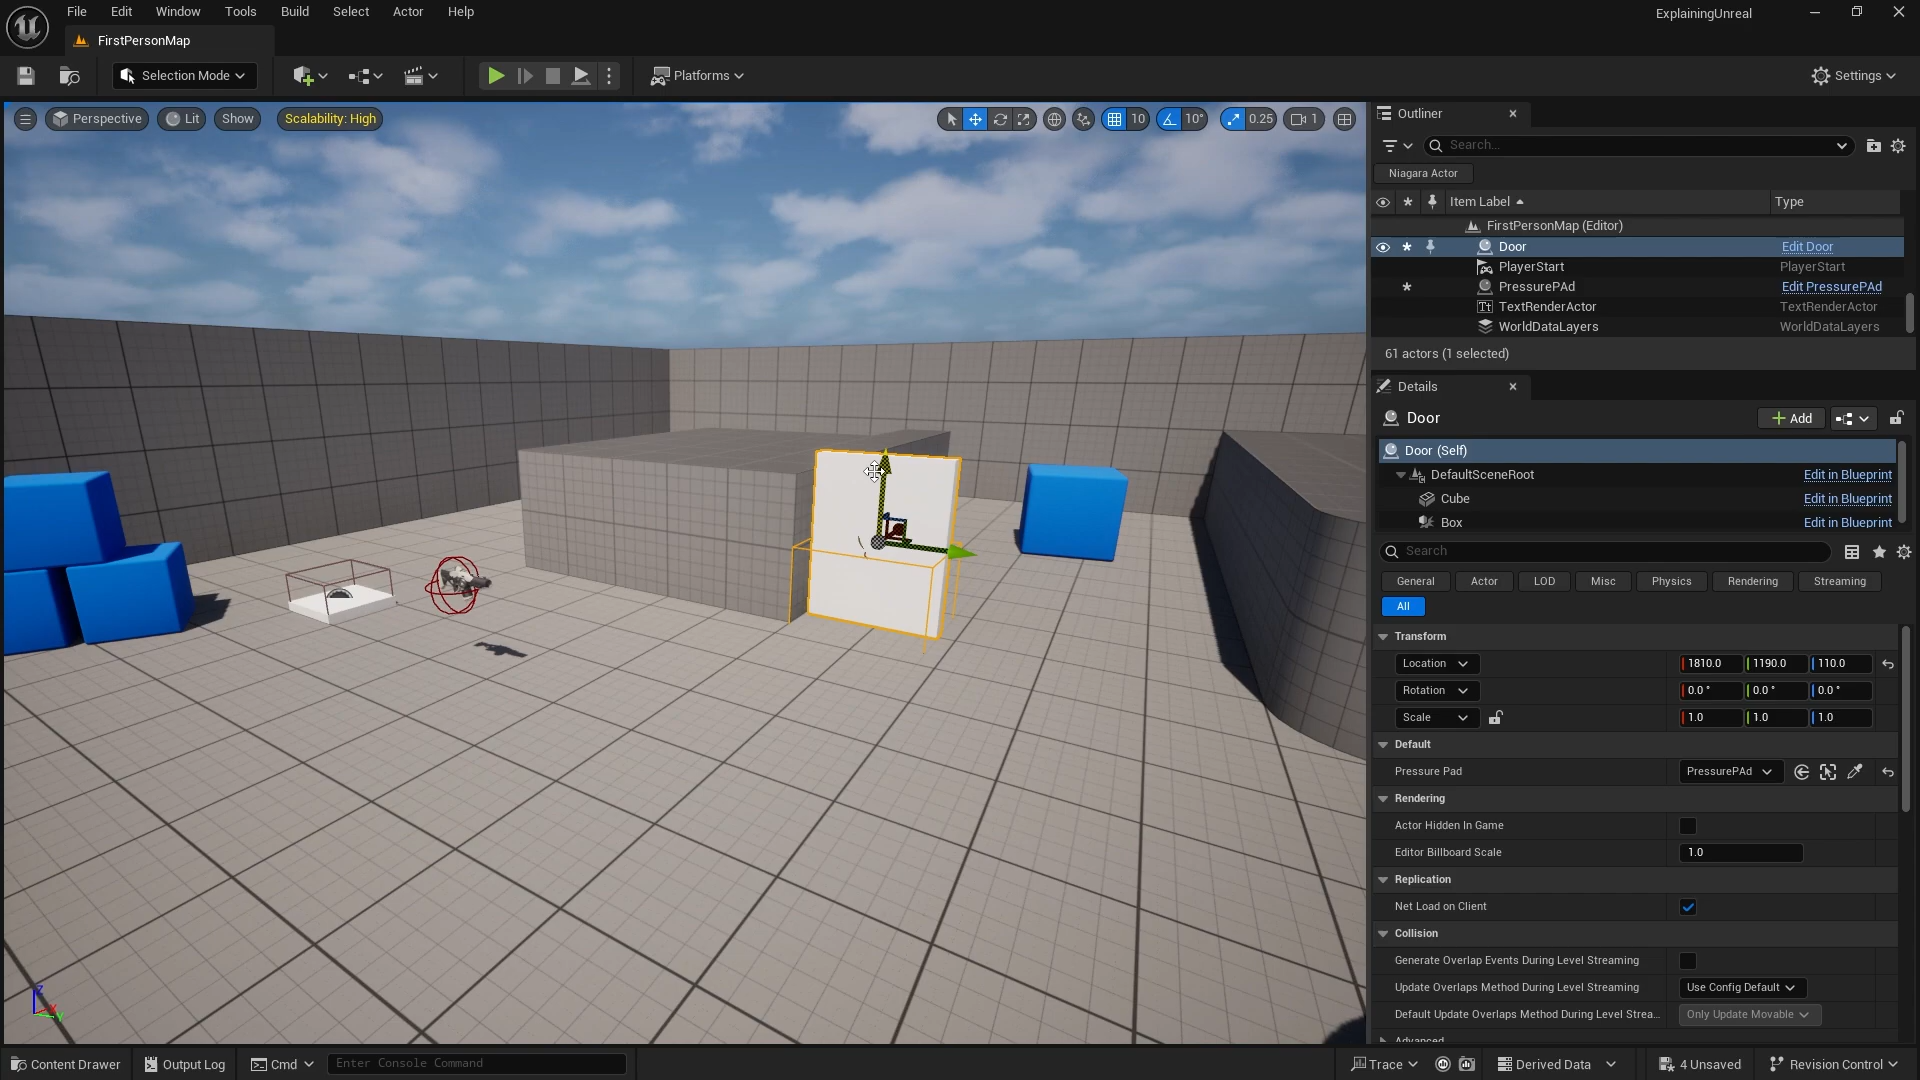 File Edit Window Tools Build Select Actor Help
ExplainingUnreal
FirstPersonMap
Selection Mode
Platforms
Settings
Perspective Lit Show Scalability: High
10 10° 0.25 1
Outliner
Search...
Niagara Actor
Item Label Type
FirstPersonMap (Editor)
Door Edit Door
PlayerStart PlayerStart
PressurePAd Edit PressurePAd
TextRenderActor TextRenderActor
WorldDataLayers WorldDataLayers
61 actors (1 selected)
Details
Door
Add
Door (Self)
DefaultSceneRoot Edit in Blueprint
Cube Edit in Blueprint
Box Edit in Blueprint
Search
General Actor LOD Misc Physics Rendering Streaming
All
Transform
Location 1810.0 1190.0 110.0
Rotation 0.0 ° 0.0 ° 0.0 °
Scale 1.0 1.0 1.0
Default
Pressure Pad PressurePAd
Rendering
Actor Hidden In Game
Editor Billboard Scale 1.0
Replication
Net Load on Client
Collision
Generate Overlap Events During Level Streaming
Update Overlaps Method During Level Streaming Use Config Default
Default Update Overlaps Method During Level Strea... Only Update Movable
Advanced
Z
X
Y
Content Drawer Output Log Cmd Enter Console Command
Trace Derived Data 4 Unsaved Revision Control